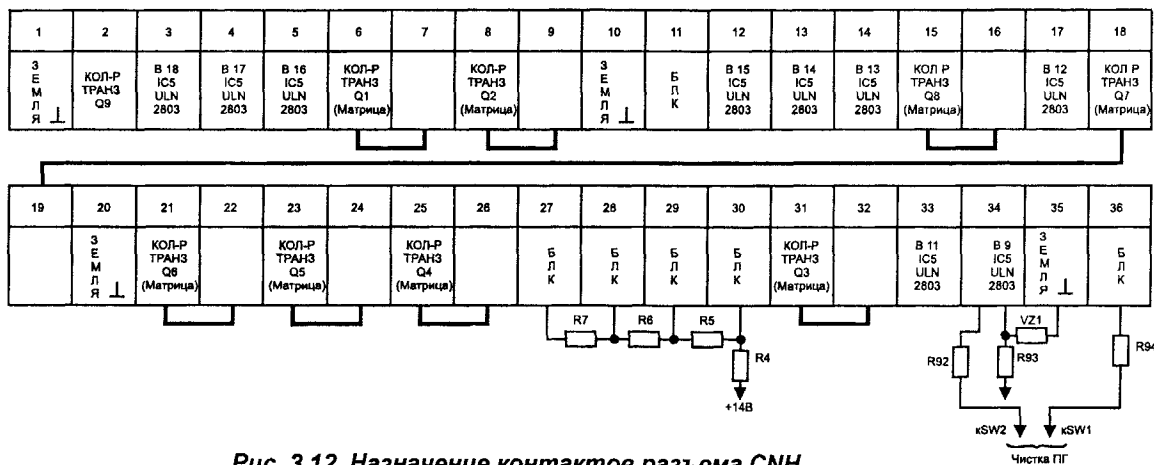 1 2 3 4 5 6 7 8 9 10 11 12 13 14 15 16 17 18
ЗЕМЛЯ
КОЛ-Р ТРАНЗ Q9
В 18 IC5 ULN 2803
В 17 IC5 ULN 2803
В 16 IC5 ULN 2803
КОЛ-Р ТРАНЗ Q1 (Матрица)
КОЛ-Р ТРАНЗ Q2 (Матрица)
ЗЕМЛЯ
БЛК
В 15 IC5 ULN 2803
В 14 IC5 ULN 2803
В 13 IC5 ULN 2803
КОЛ Р ТРАНЗ Q8 (Матрица)
В 12 IC5 ULN 2803
КОЛ Р ТРАНЗ Q7 (Матрица)
19 20 21 22 23 24 25 26 27 28 29 30 31 32 33 34 35 36
ЗЕМЛЯ
КОЛ-Р ТРАНЗ Q6 (Матрица)
КОЛ-Р ТРАНЗ Q5 (Матрица)
КОЛ-Р ТРАНЗ Q4 (Матрица)
БЛК
БЛК
БЛК
БЛК
КОЛ-Р ТРАНЗ Q3 (Матрица)
В 11 IC5 ULN 2803
В 9 IC5 ULN 2803
ЗЕМЛЯ
БЛК
R7 R6 R5 VZ1
R4 R92 R93 R94
+14В
кSW2 кSW1
Чистка ПГ
Рис. 3.12. Назначение контактов разъема CNH